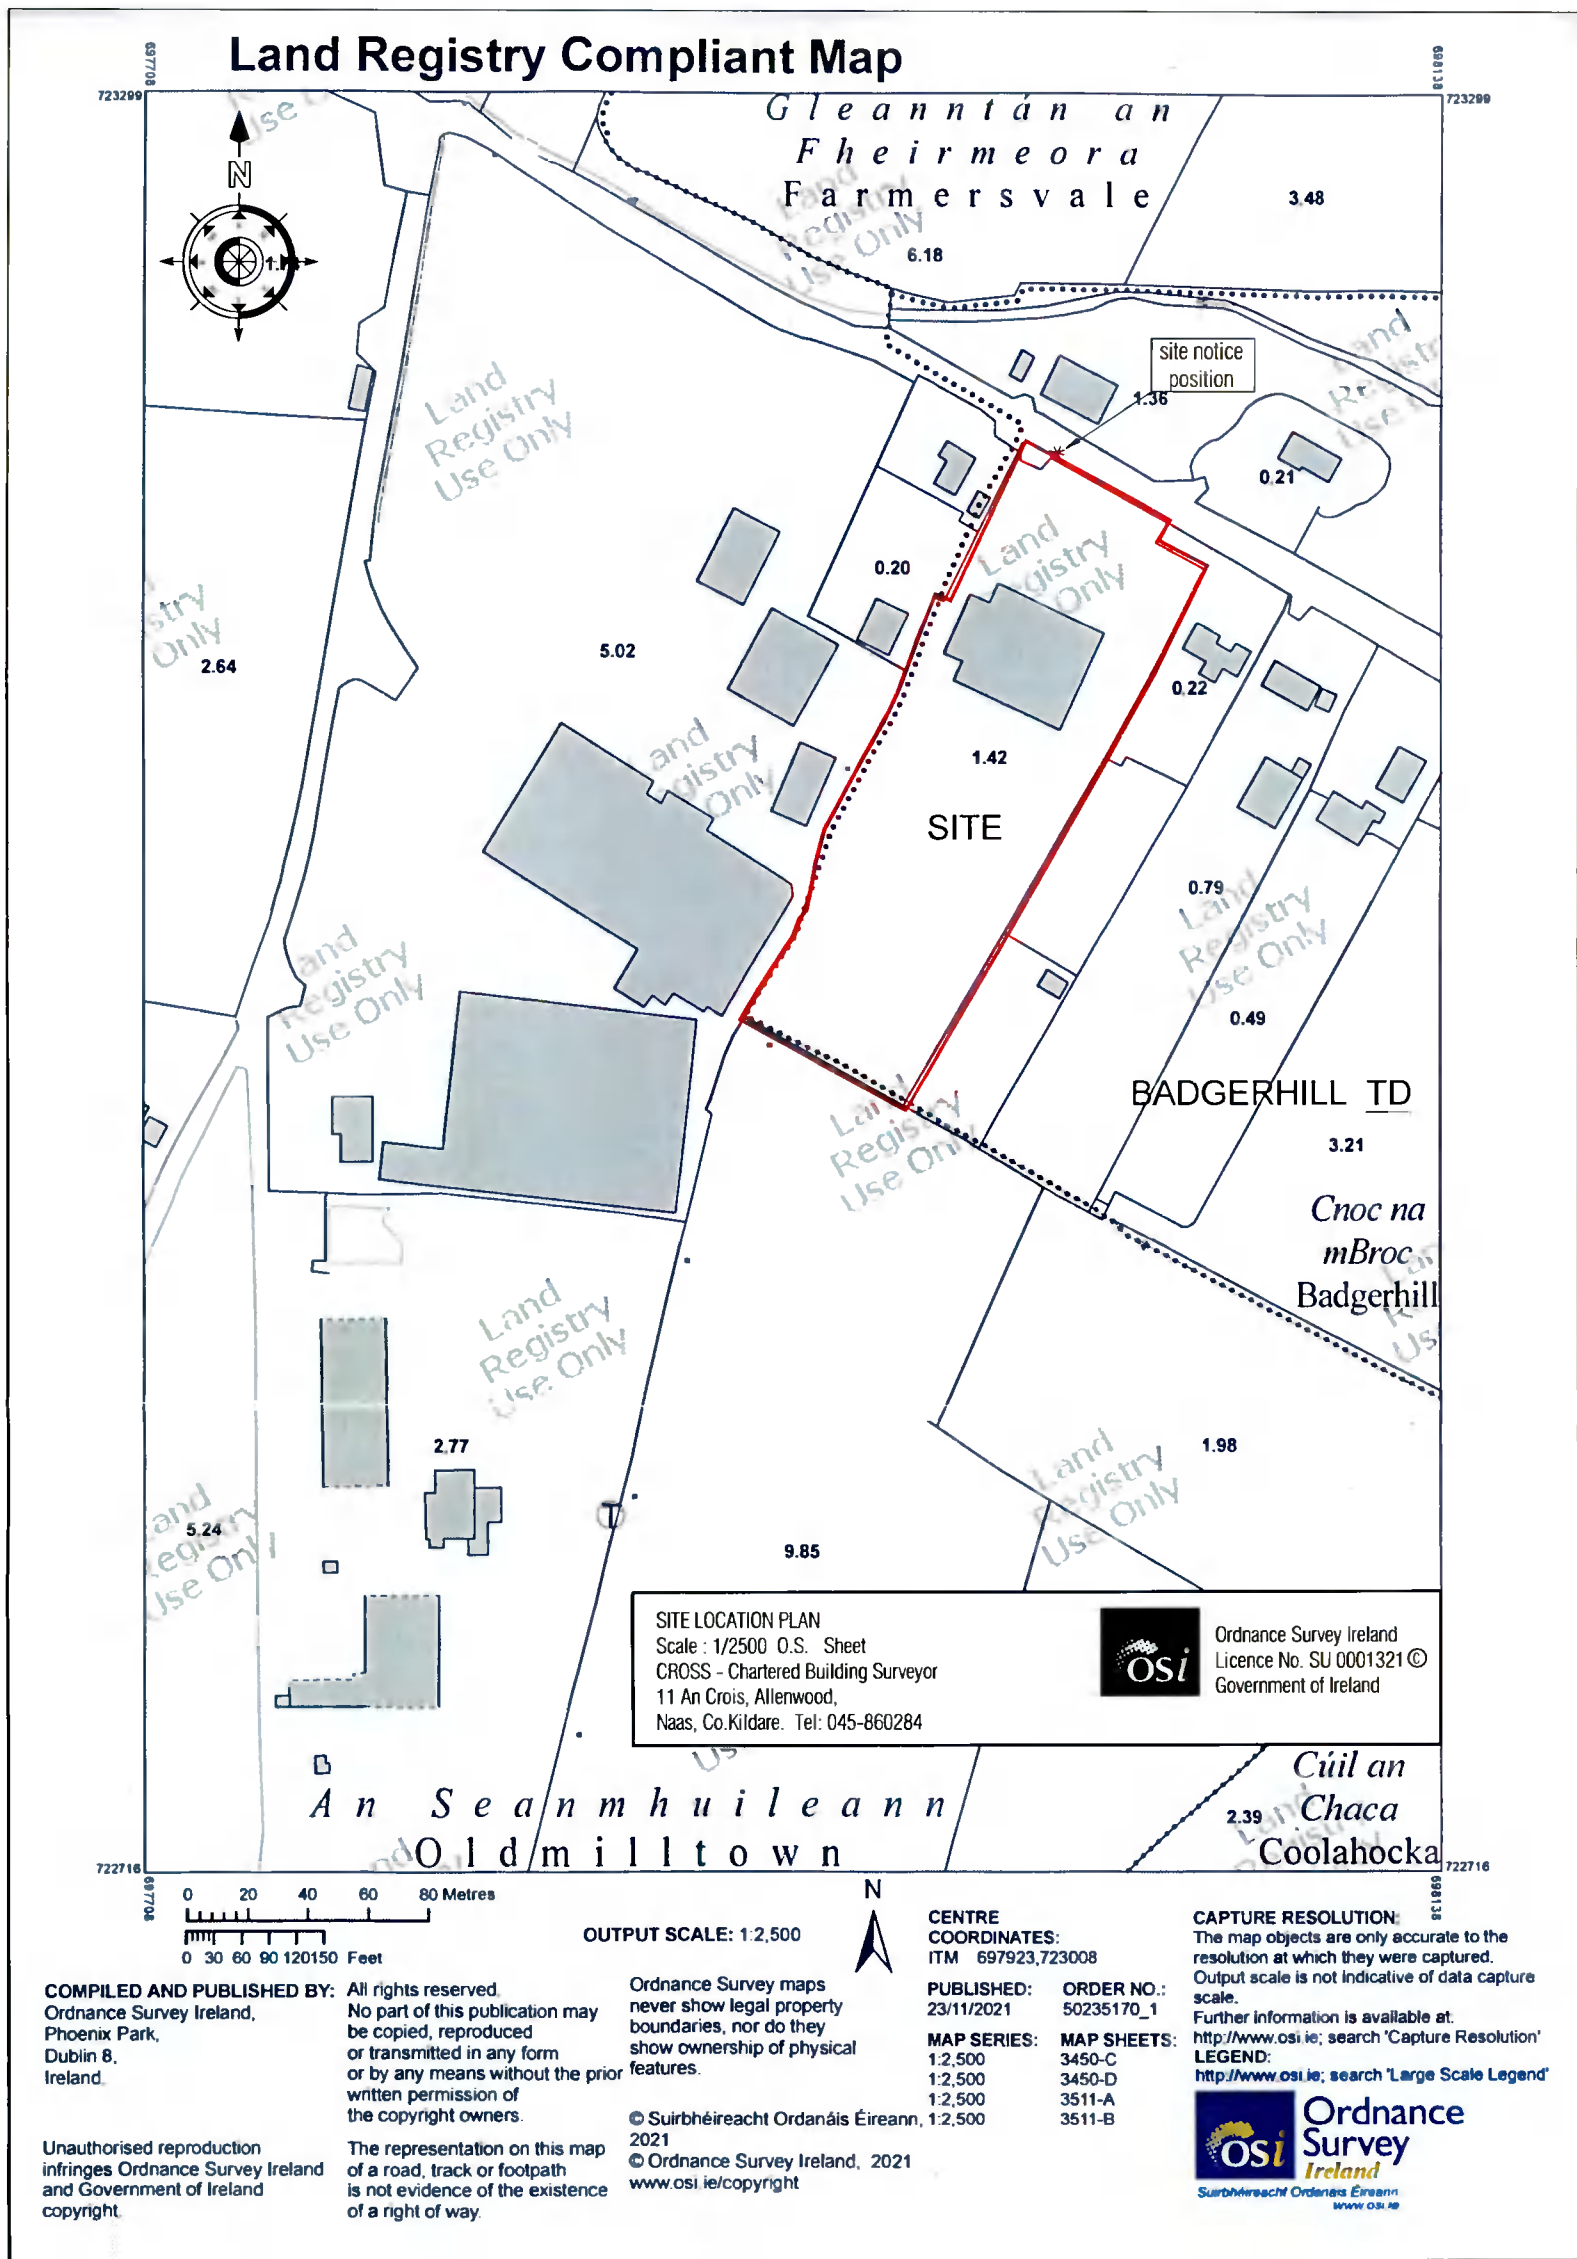 Land Registry Compliant Map
697708
698138
723299
723299
N
Gleanntán an
Fheirmeora
Farmersvale
3.48
6.18
site notice
position
1.36
0.21
0.20
5.02
2.64
0.22
1.42
SITE
0.79
0.49
BADGERHILL TD
3.21
Cnoc na
mBroc
Badgerhill
2.77
1.98
5.24
T
9.85
Land
Registry
Use Only
SITE LOCATION PLAN
Scale : 1/2500 O.S. Sheet
CROSS - Chartered Building Surveyor
11 An Crois, Allenwood,
Naas, Co.Kildare. Tel: 045-860284
osi
Ordnance Survey Ireland
Licence No. SU 0001321 ©
Government of Ireland
An Seanmhuileann
Oldmilltown
Cúil an
Chaca
2.39
Coolahocka
722716
722716
697708
698138
0 20 40 60 80 Metres
0 30 60 90 120150 Feet
OUTPUT SCALE: 1:2,500
N
CENTRE
COORDINATES:
ITM 697923,723008
PUBLISHED: ORDER NO.:
23/11/2021 50235170_1
MAP SERIES: MAP SHEETS:
1:2,500 3450-C
1:2,500 3450-D
1:2,500 3511-A
1:2,500 3511-B
CAPTURE RESOLUTION:
The map objects are only accurate to the
resolution at which they were captured.
Output scale is not indicative of data capture
scale.
Further information is available at:
http://www.osi.ie; search 'Capture Resolution'
LEGEND:
http://www.osi.ie; search 'Large Scale Legend'
COMPILED AND PUBLISHED BY:
Ordnance Survey Ireland,
Phoenix Park,
Dublin 8,
Ireland.
Unauthorised reproduction
infringes Ordnance Survey Ireland
and Government of Ireland
copyright.
All rights reserved.
No part of this publication may
be copied, reproduced
or transmitted in any form
or by any means without the prior
written permission of
the copyright owners.
The representation on this map
of a road, track or footpath
is not evidence of the existence
of a right of way.
Ordnance Survey maps
never show legal property
boundaries, nor do they
show ownership of physical
features.
© Suirbhéireacht Ordanáis Éireann,
2021
© Ordnance Survey Ireland, 2021
www.osi.ie/copyright
osi
Ordnance
Survey
Ireland
Suirbhéireacht Ordanáis Éireann
www.osi.ie